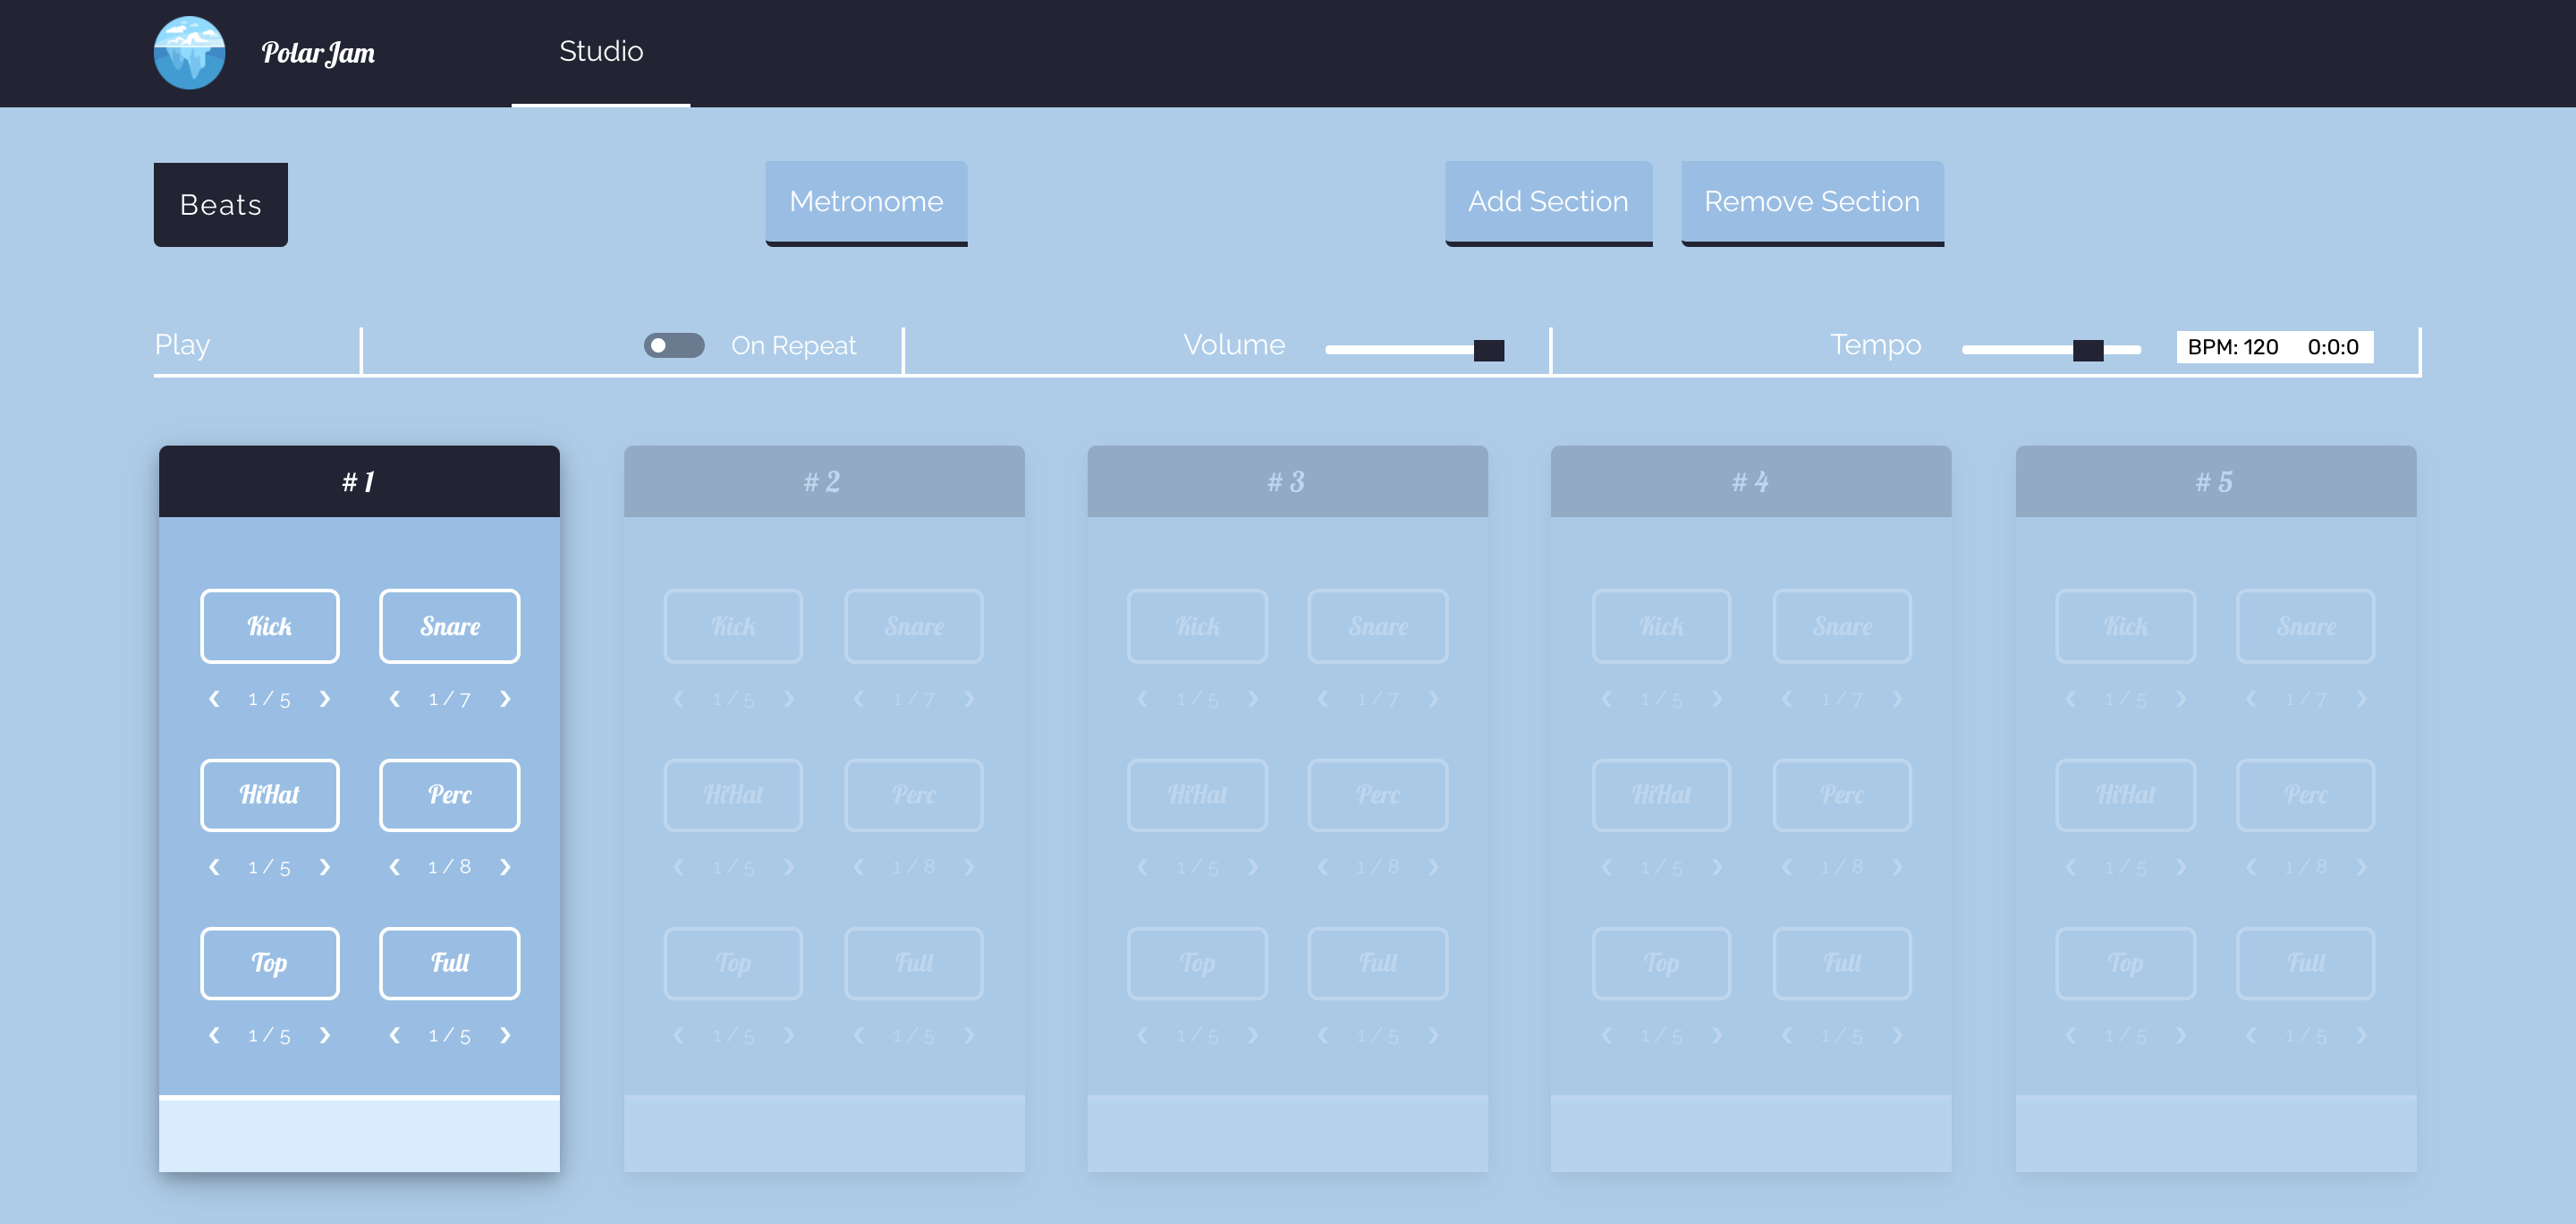 PolarJam Studio
Beats Metronome Add Section Remove Section
Play On Repeat Volume Tempo BPM: 120 0:0:0
# 1 # 2 # 3 # 4 # 5
Kick Snare Kick Snare Kick Snare Kick Snare Kick Snare
1 / 5 1 / 7 1 / 5 1 / 7 1 / 5 1 / 7 1 / 5 1 / 7 1 / 5 1 / 7
HiHat Perc HiHat Perc HiHat Perc HiHat Perc HiHat Perc
1 / 5 1 / 8 1 / 5 1 / 8 1 / 5 1 / 8 1 / 5 1 / 8 1 / 5 1 / 8
Top Full Top Full Top Full Top Full Top Full
1 / 5 1 / 5 1 / 5 1 / 5 1 / 5 1 / 5 1 / 5 1 / 5 1 / 5 1 / 5